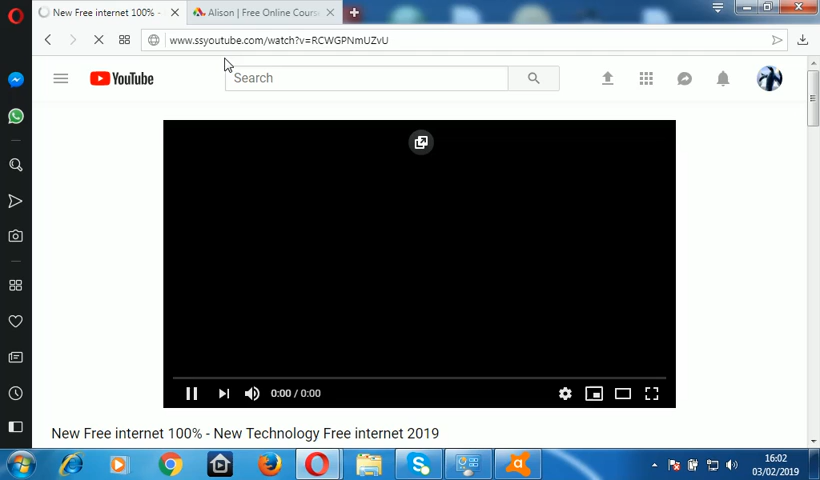 New Free internet 100% -
Alison | Free Online Cours
www.ssyoutube.com/watch?v=RCWGPNmUZvU
YouTube
Search
0:00 / 0:00
New Free internet 100% - New Technology Free internet 2019
16:02
03/02/2019